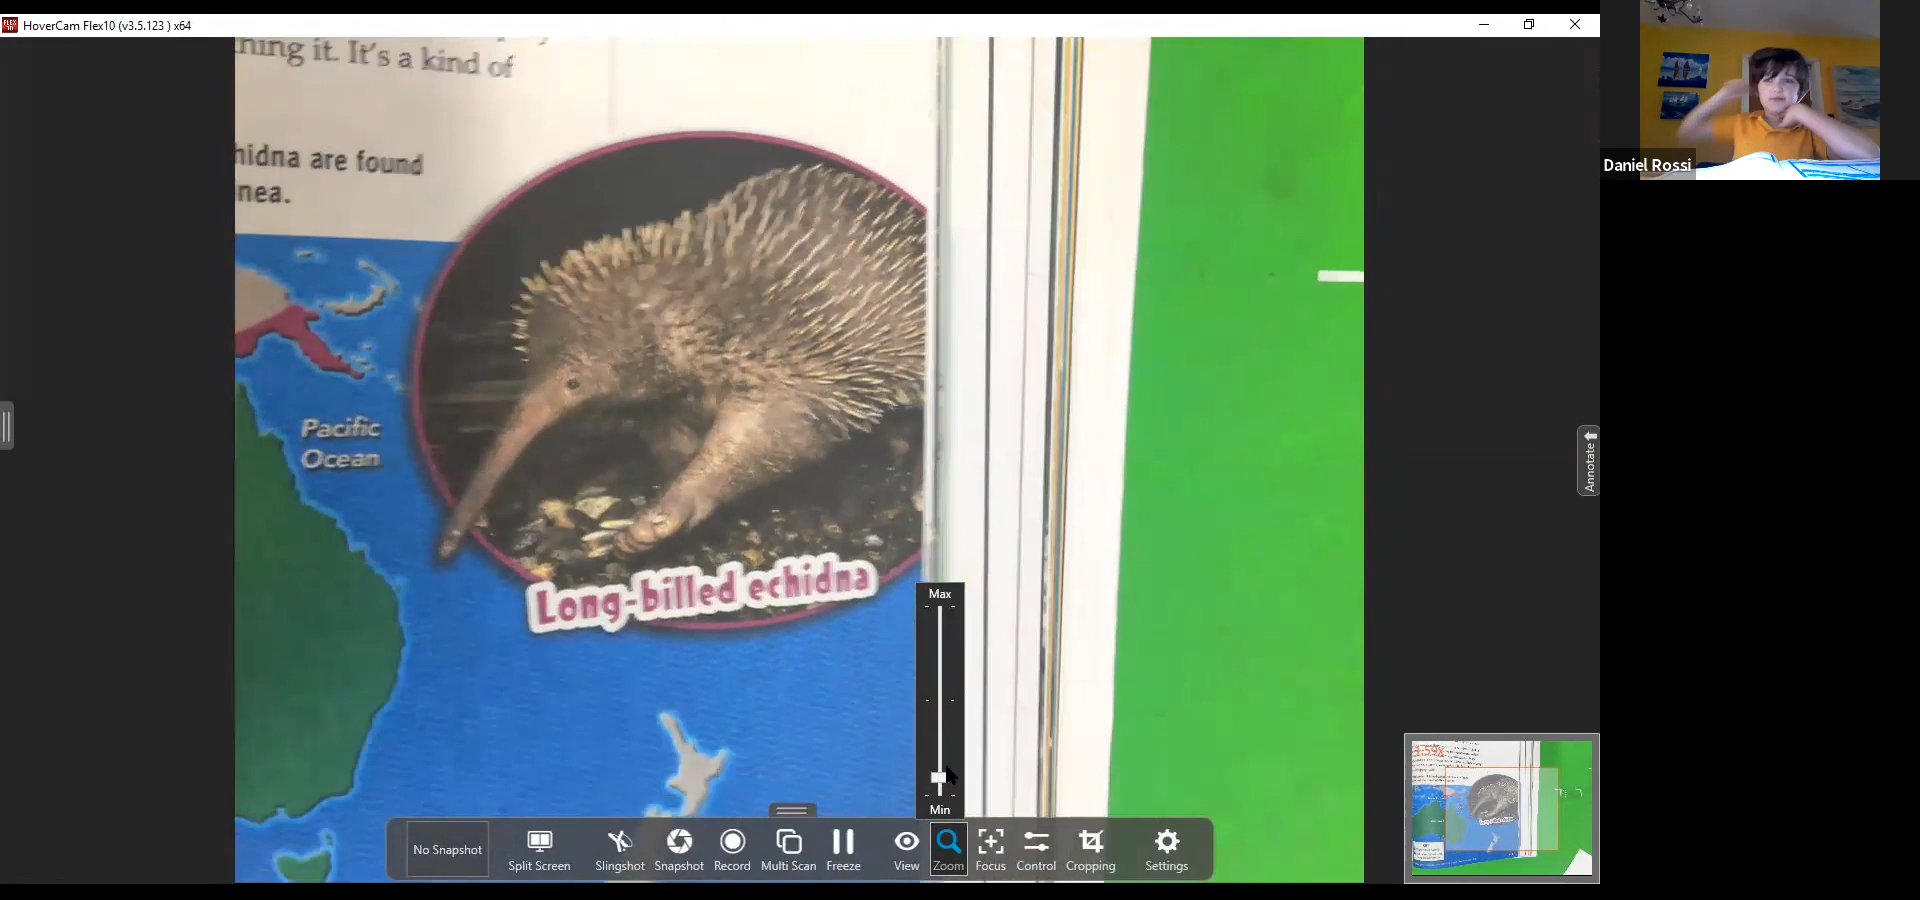 HoverCam Flex10 (v3.5.123 ) x64
hing it. It's a kind of
hidna are found
nea.
Pacific
Ocean
Long-billed echidna
Daniel Rossi
Annotate
Max
Min
No Snapshot
Split Screen
Slingshot
Snapshot
Record
Multi Scan
Freeze
View
Zoom
Focus
Control
Cropping
Settings